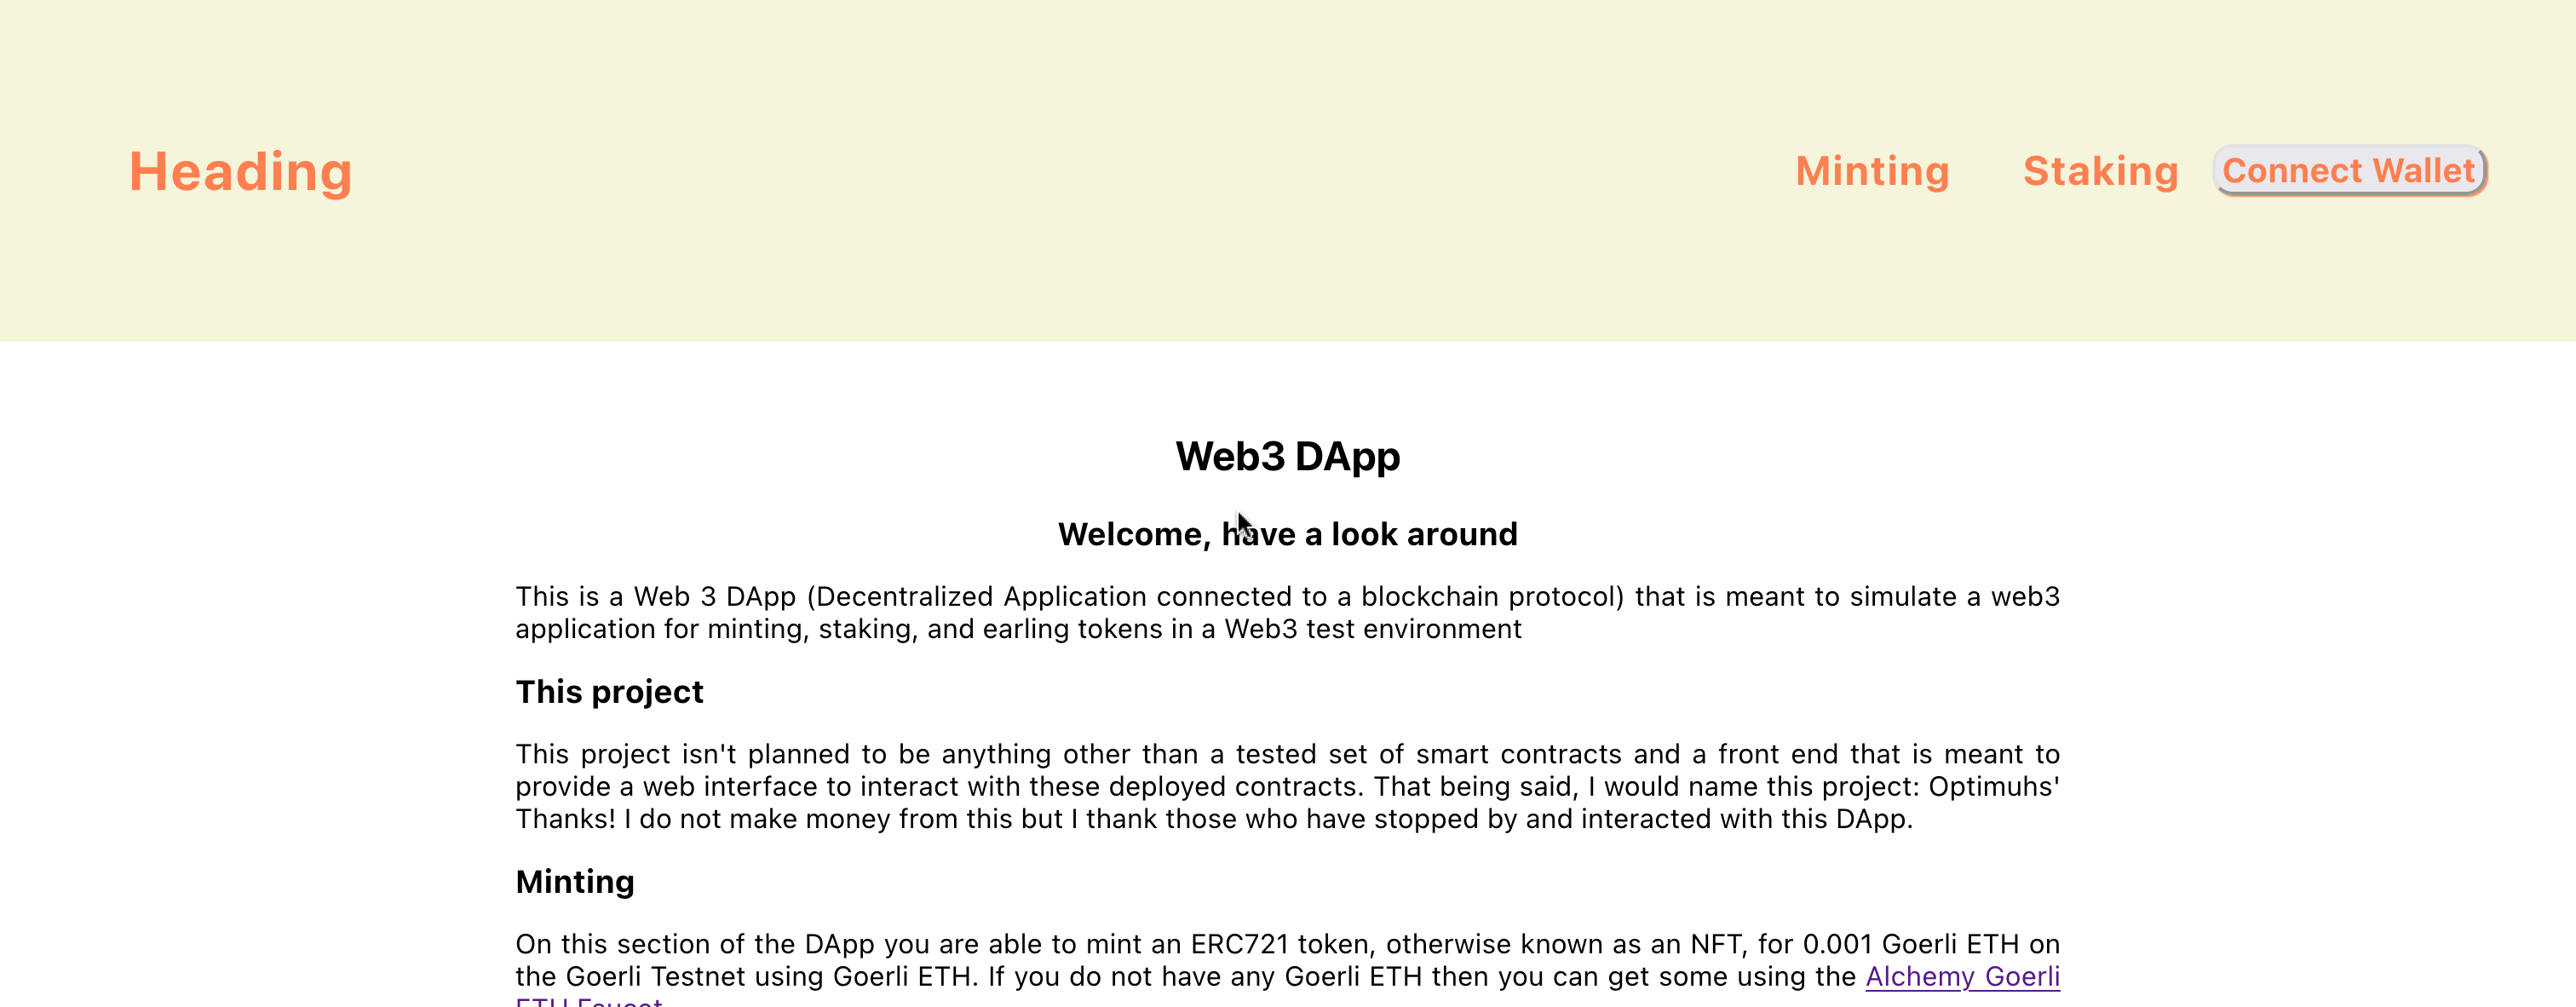 Heading
Minting Staking Connect Wallet
Web3 DApp
Welcome, have a look around
This is a Web 3 DApp (Decentralized Application connected to a blockchain protocol) that is meant to simulate a web3
application for minting, staking, and earling tokens in a Web3 test environment
This project
This project isn't planned to be anything other than a tested set of smart contracts and a front end that is meant to
provide a web interface to interact with these deployed contracts. That being said, I would name this project: Optimuhs'
Thanks! I do not make money from this but I thank those who have stopped by and interacted with this DApp.
Minting
On this section of the DApp you are able to mint an ERC721 token, otherwise known as an NFT, for 0.001 Goerli ETH on
the Goerli Testnet using Goerli ETH. If you do not have any Goerli ETH then you can get some using the Alchemy Goerli
ETH Faucet